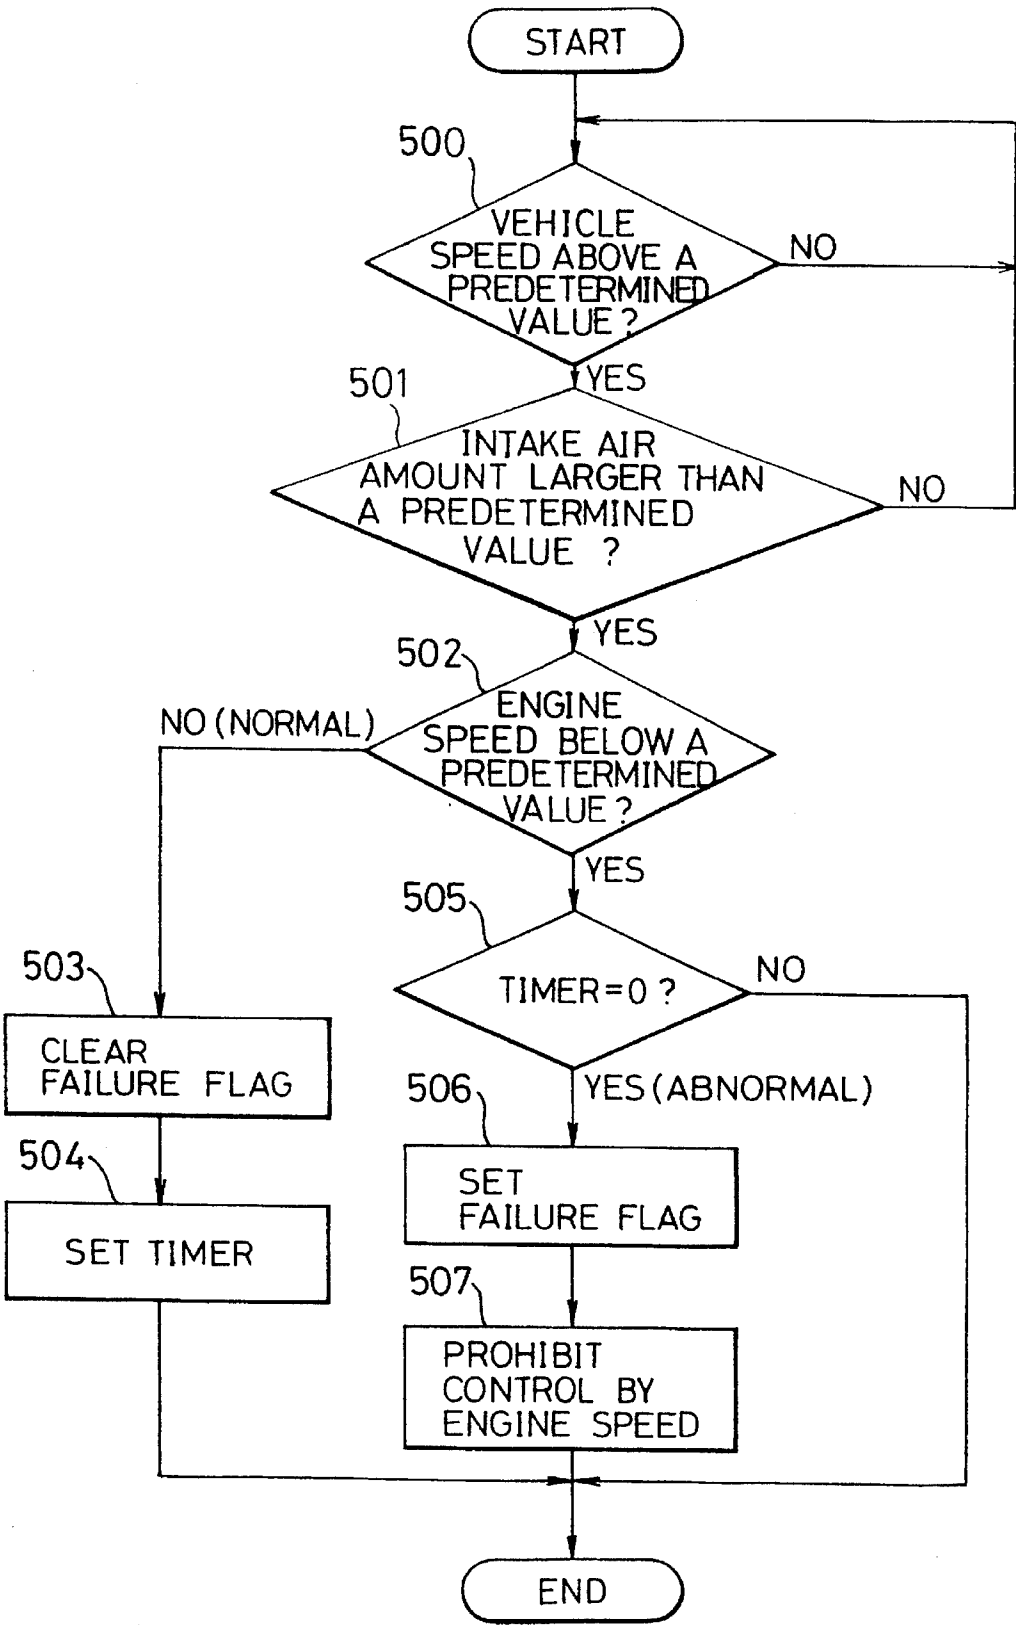 START
500
VEHICLE
SPEED ABOVE A
PREDETERMINED
VALUE?
NO
YES
501
INTAKE AIR
AMOUNT LARGER THAN
A PREDETERMINED
VALUE ?
NO
YES
502
ENGINE
SPEED BELOW A
PREDETERMINED
VALUE?
NO (NORMAL)
YES
505
TIMER=0 ?
NO
503
CLEAR
FAILURE FLAG
YES (ABNORMAL)
506
SET
FAILURE FLAG
504
SET TIMER
507
PROHIBIT
CONTROL BY
ENGINE SPEED
END